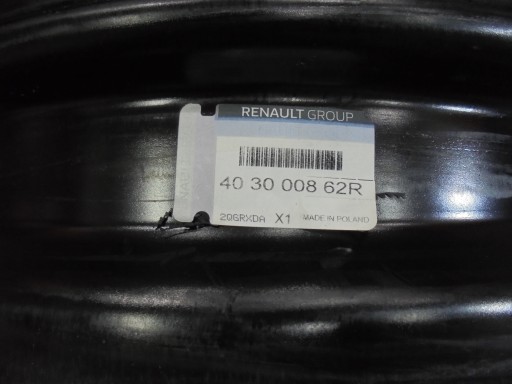 RENAULT GROUP
40 30 008 62R
206RXDA X1 MADE IN POLAND